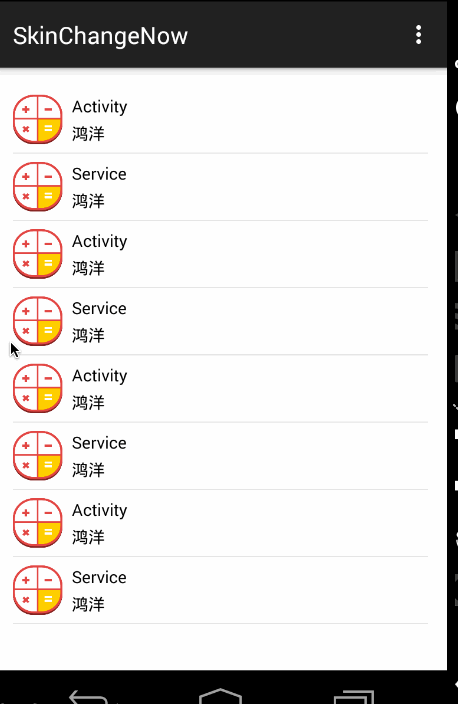 SkinChangeNow
Activity
鸿洋
Service
鸿洋
Activity
鸿洋
Service
鸿洋
Activity
鸿洋
Service
鸿洋
Activity
鸿洋
Service
鸿洋